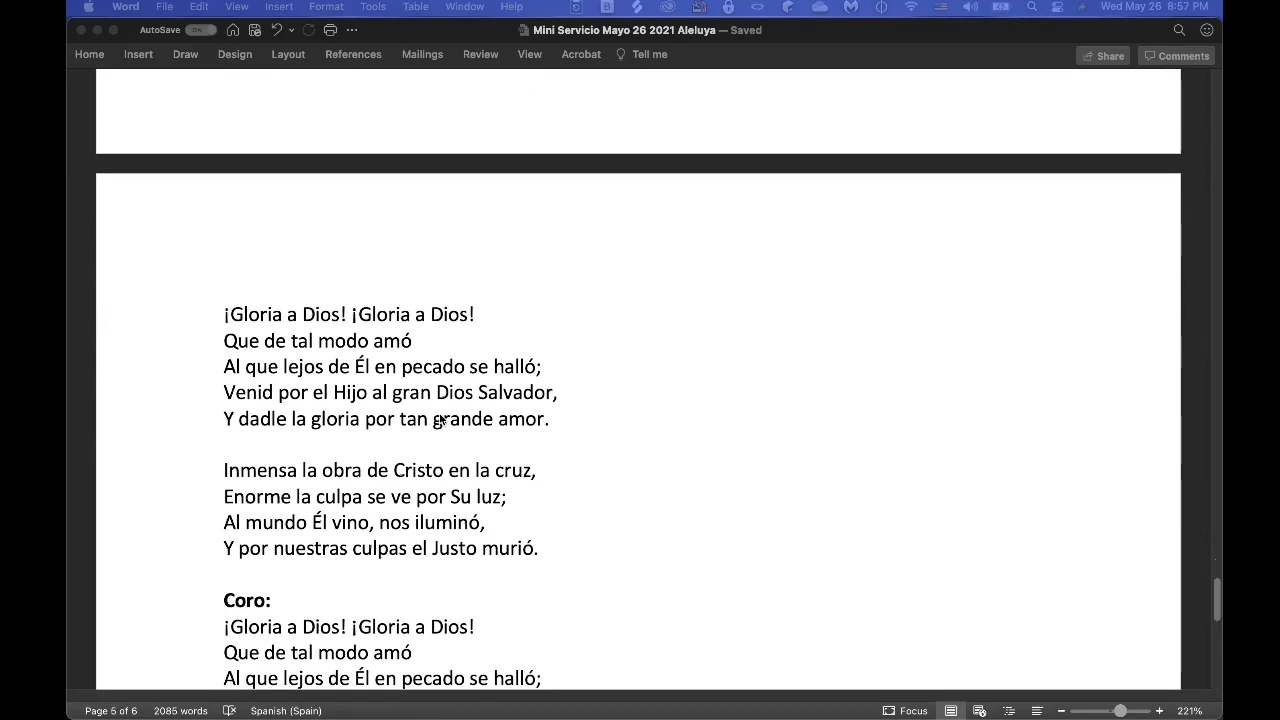 Word File Edit View Insert Format Tools Table Window Help Wed May 26 8:57 PM
AutoSave ON Mini Servicio Mayo 26 2021 Aleluya — Saved
Home Insert Draw Design Layout References Mailings Review View Acrobat Tell me Share Comments
¡Gloria a Dios! ¡Gloria a Dios!
Que de tal modo amó
Al que lejos de Él en pecado se halló;
Venid por el Hijo al gran Dios Salvador,
Y dadle la gloria por tan grande amor.
Inmensa la obra de Cristo en la cruz,
Enorme la culpa se ve por Su luz;
Al mundo Él vino, nos iluminó,
Y por nuestras culpas el Justo murió.
Coro:
¡Gloria a Dios! ¡Gloria a Dios!
Que de tal modo amó
Al que lejos de Él en pecado se halló;
Page 5 of 6 2085 words Spanish (Spain) Focus 221%